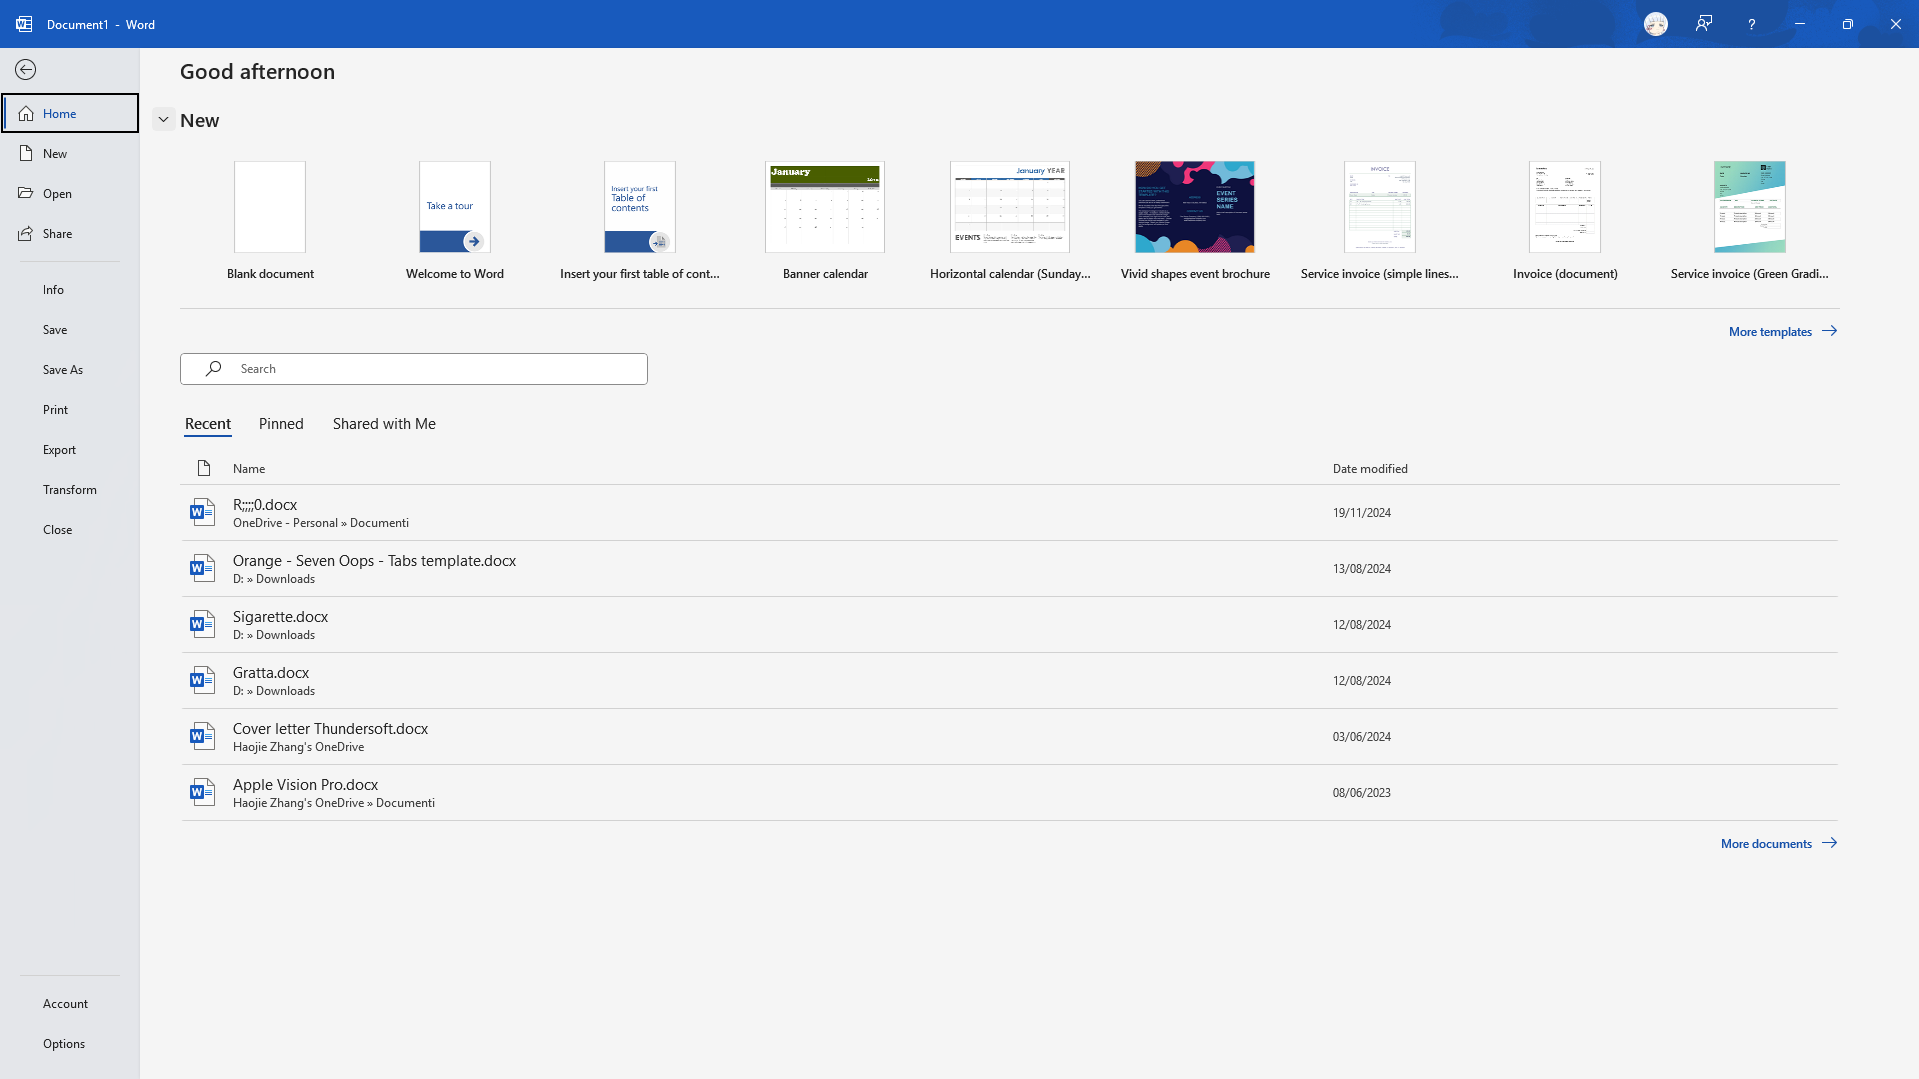 Document1 - Word
Good afternoon
Home
New
Open
Share
Info
Save
Save As
Print
Export
Transform
Close
Account
Options
New
Take a tour
Insert your first
Table of
contents
January
January YEAR
EVENTS
EVENT
SERIES
NAME
INVOICE
Blank document
Welcome to Word
Insert your first table of cont...
Banner calendar
Horizontal calendar (Sunday...
Vivid shapes event brochure
Service invoice (simple lines...
Invoice (document)
Service invoice (Green Gradi...
More templates
Search
Recent Pinned Shared with Me
Name Date modified
R;;;;0.docx
OneDrive - Personal » Documenti
19/11/2024
Orange - Seven Oops - Tabs template.docx
D: » Downloads
13/08/2024
Sigarette.docx
D: » Downloads
12/08/2024
Gratta.docx
D: » Downloads
12/08/2024
Cover letter Thundersoft.docx
Haojie Zhang's OneDrive
03/06/2024
Apple Vision Pro.docx
Haojie Zhang's OneDrive » Documenti
08/06/2023
More documents